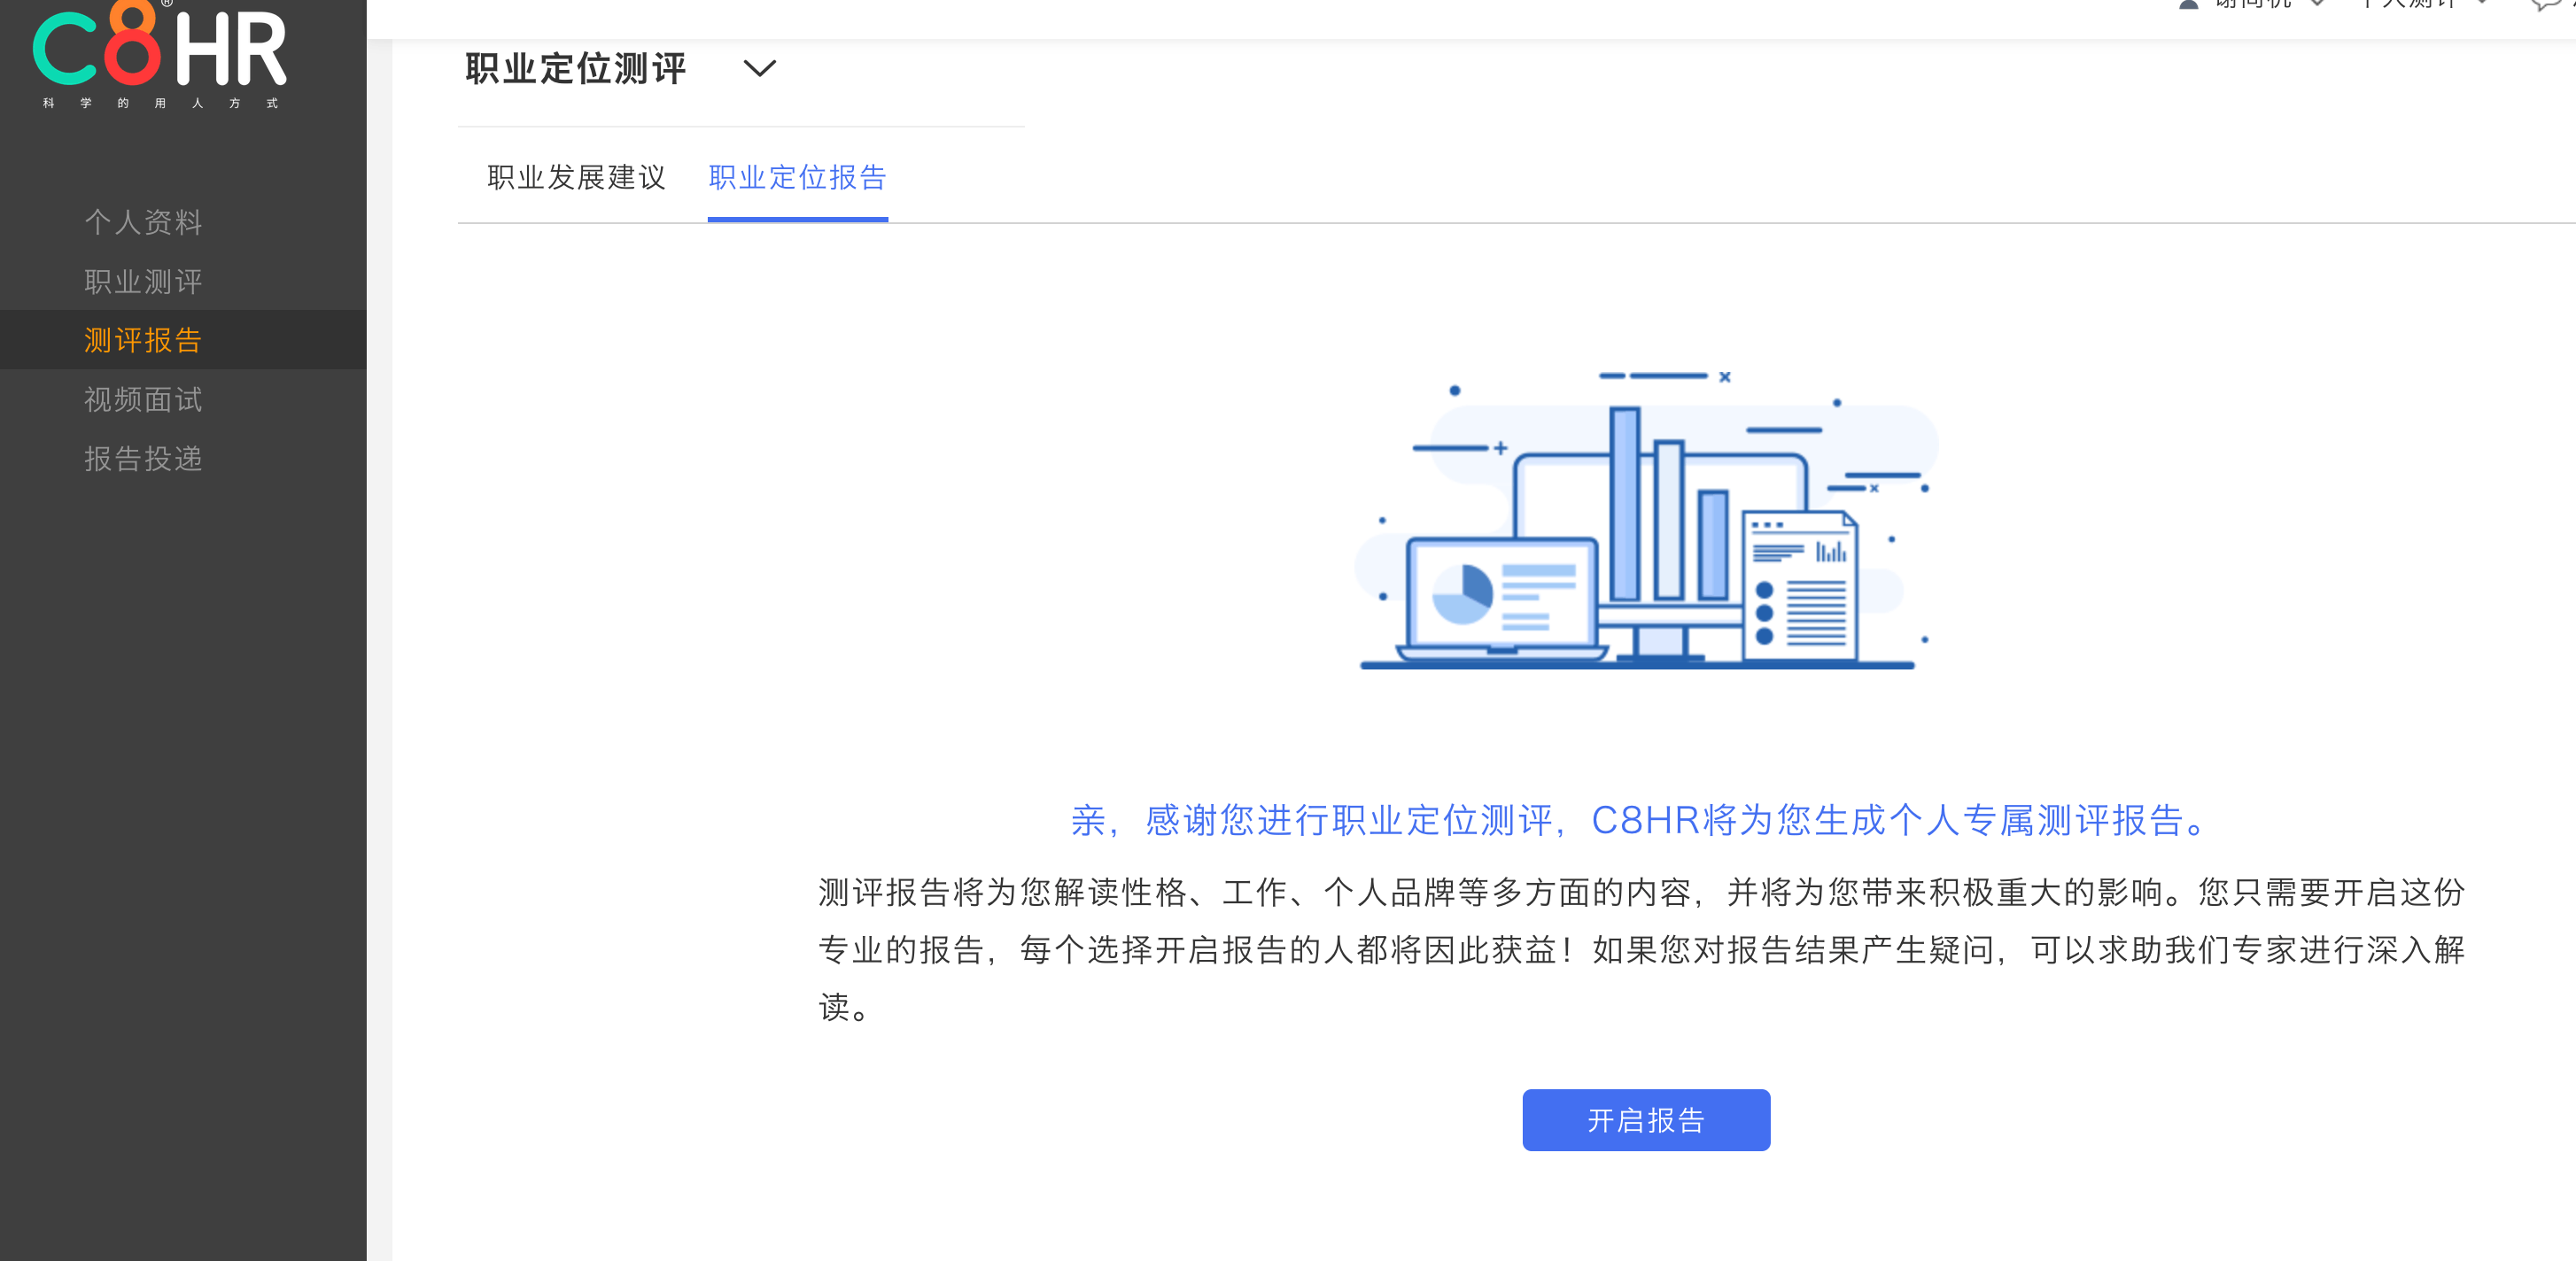 C8HR®
科学的用人方式
职业定位测评
职业发展建议 职业定位报告
个人资料
职业测评
测评报告
视频面试
报告投递
亲，感谢您进行职业定位测评，C8HR将为您生成个人专属测评报告。
测评报告将为您解读性格、工作、个人品牌等多方面的内容，并将为您带来积极重大的影响。您只需要开启这份
专业的报告，每个选择开启报告的人都将因此获益！如果您对报告结果产生疑问，可以求助我们专家进行深入解
读。
开启报告